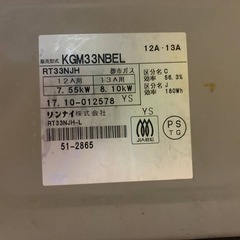 販売型式 KGM33NBEL 12A・13A
RT33NJH 都市ガス
12A用 13A用
7.55kW 8.10kW
区分名 C
効率 56.3%
区分名 J
効率 180Wh
17.10-012578 YS
リンナイ株式会社 YS
RT33NJH-L
JIA
PS
TG
51-2865